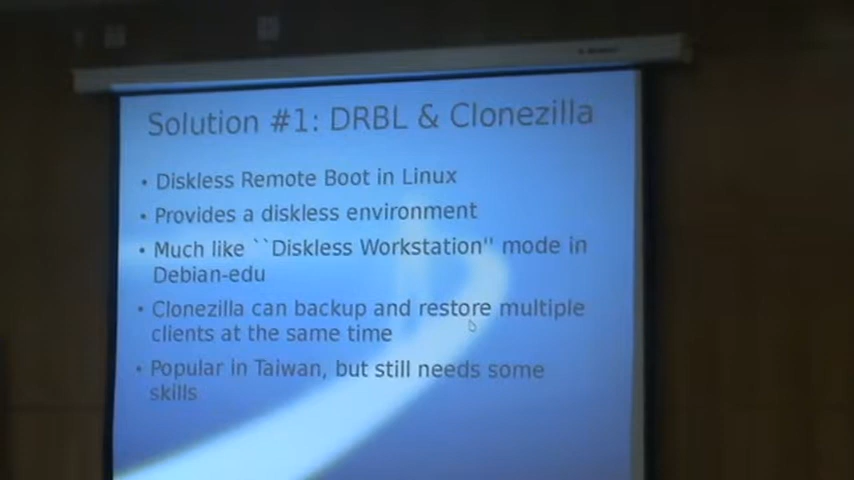 Solution #1: DRBL & Clonezilla
• Diskless Remote Boot in Linux
• Provides a diskless environment
• Much like ``Diskless Workstation'' mode in
Debian-edu
• Clonezilla can backup and restore multiple
clients at the same time
• Popular in Taiwan, but still needs some
skills